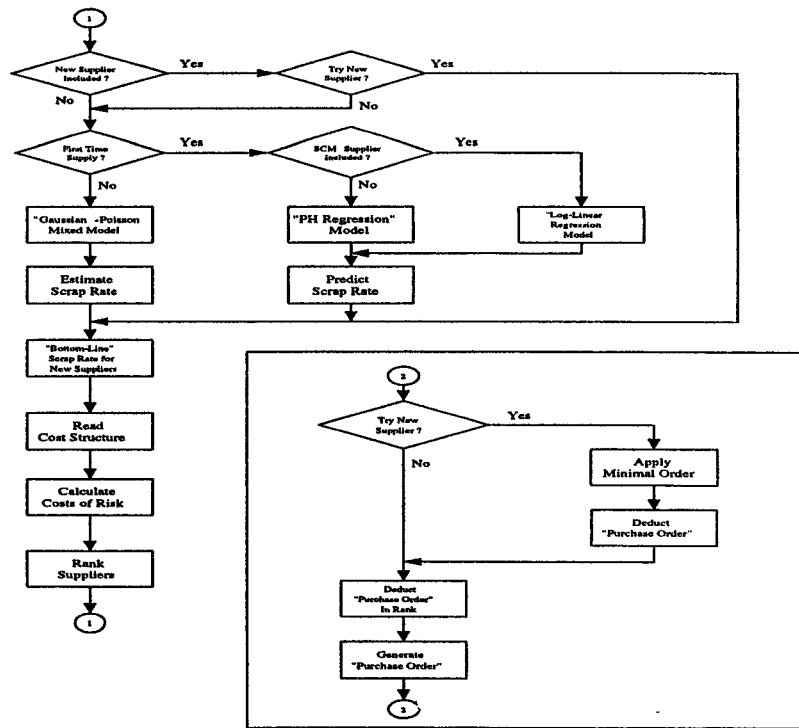 1
New Supplier
Included ?
Yes
Try New
Supplier ?
Yes
No
No
First Time
Supply ?
Yes
SCM Supplier
Included ?
Yes
No
No
"Gaussian -Poisson
Mixed Model
"PH Regression"
Model
"Log-Linear
Regression
Model
Estimate
Scrap Rate
Predict
Scrap Rate
"Bottom-Line"
Scrap Rate for
New Suppliers
Read
Cost Structure
Calculate
Costs of Risk
Rank
Suppliers
1
2
Try New
Supplier ?
Yes
No
Apply
Minimal Order
Deduct
"Purchase Order"
Deduct
"Purchase Order"
In Rank
Generate
"Purchase Order"
2